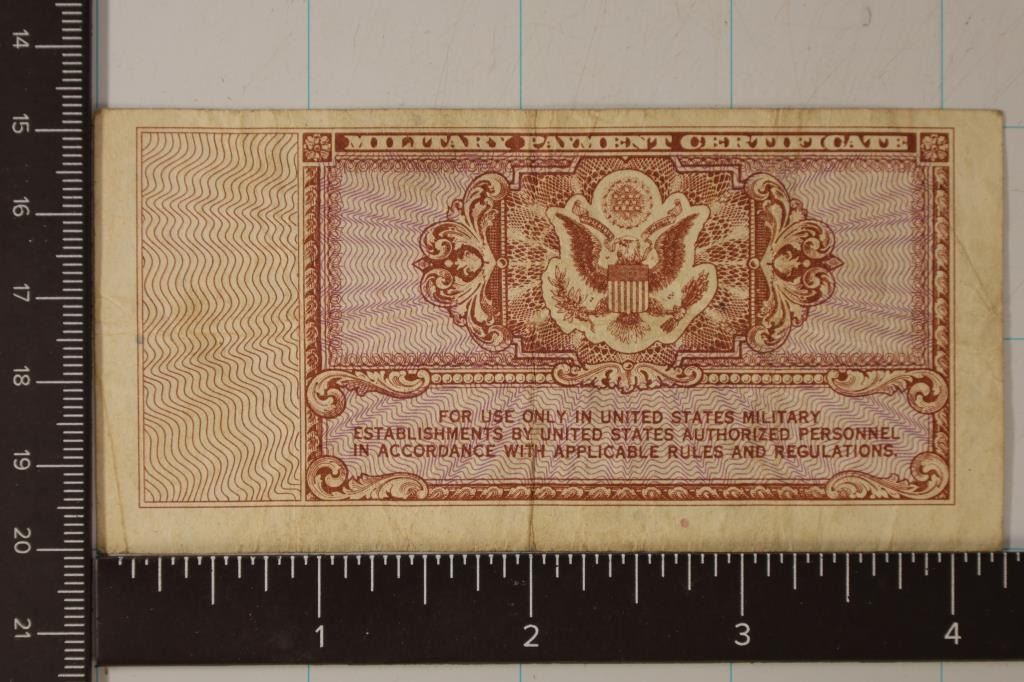 14
15
16
17
18
19
20
21
MILITARY PAYMENT CERTIFICATE
FOR USE ONLY IN UNITED STATES MILITARY
ESTABLISHMENTS BY UNITED STATES AUTHORIZED PERSONNEL
IN ACCORDANCE WITH APPLICABLE RULES AND REGULATIONS.
1 2 3 4